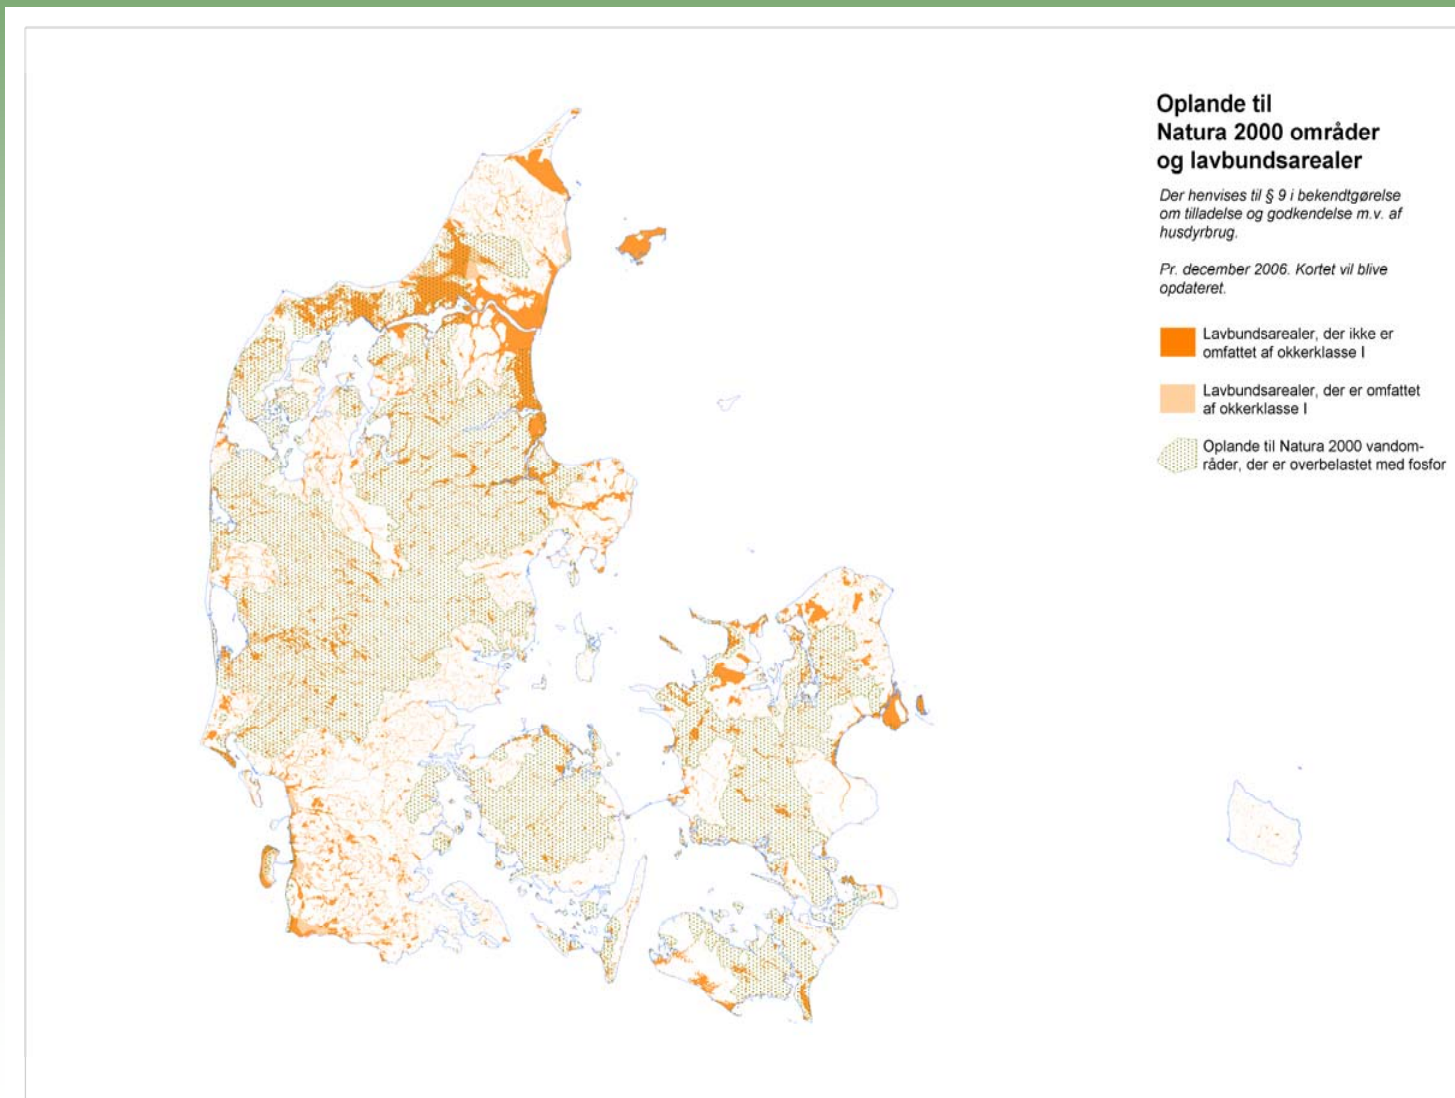 Oplande til
Natura 2000 områder
og lavbundsarealer
Der henvises til § 9 i bekendtgørelse
om tilladelse og godkendelse m.v. af
husdyrbrug.
Pr. december 2006. Kortet vil blive
opdateret.
Lavbundsarealer, der ikke er
omfattet af okkerklasse I
Lavbundsarealer, der er omfattet
af okkerklasse I
Oplande til Natura 2000 vandom-
råder, der er overbelastet med fosfor